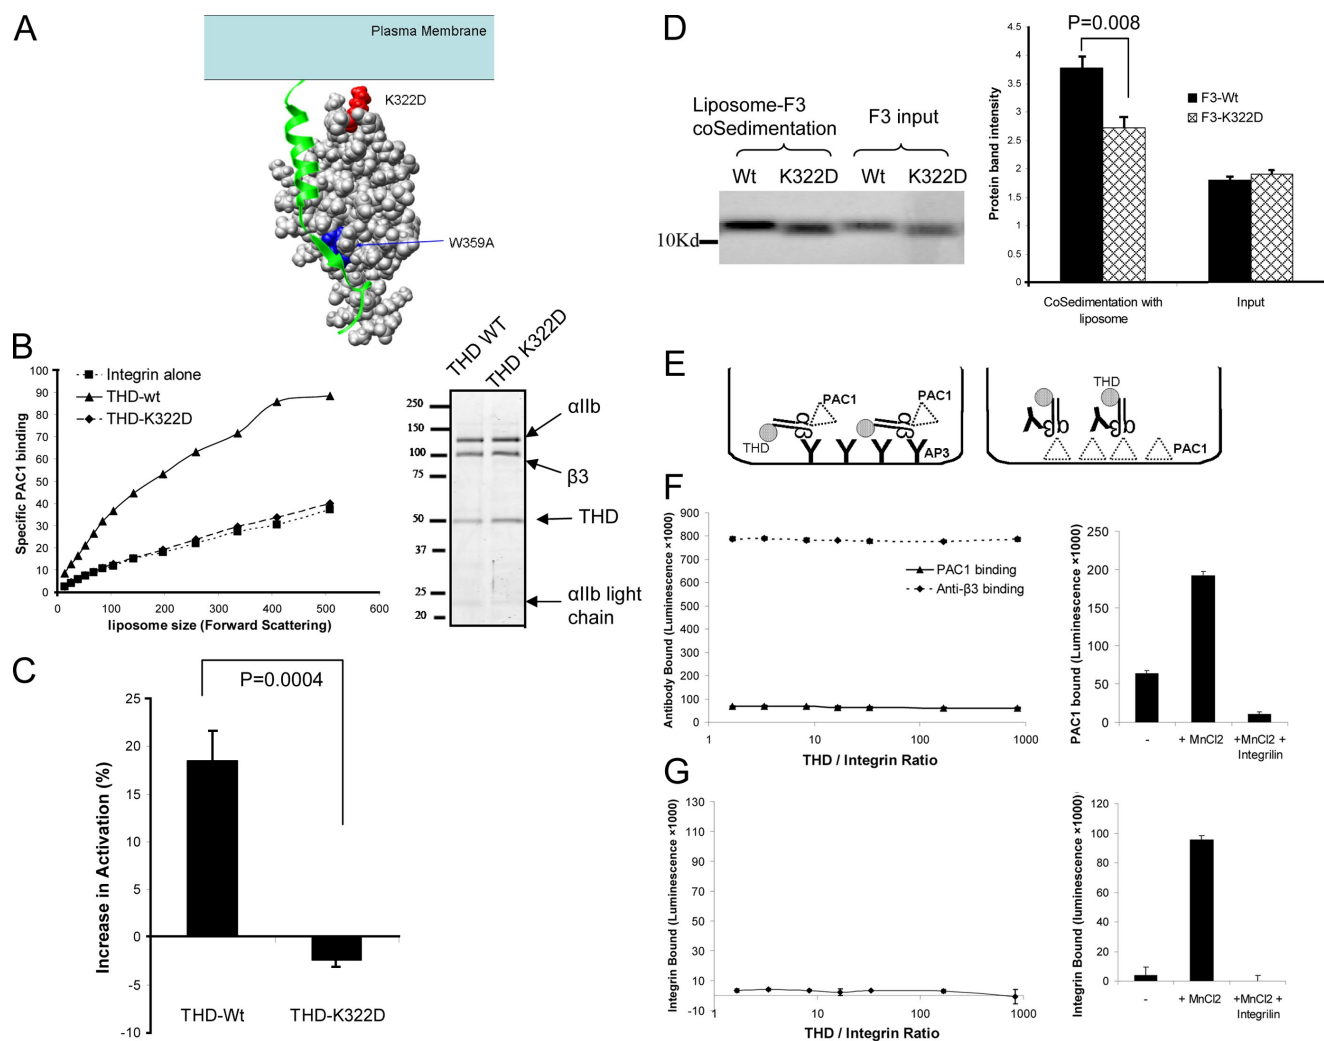 A
Plasma Membrane
K322D
W359A
B
Integrin alone
THD-wt
THD-K322D
100
90
80
70
60
50
40
30
20
10
0
0
100
200
300
400
500
600
Specific PAC1 binding
liposome size (Forward Scattering)
THD WT
THD K322D
250
150
100
75
50
37
25
20
αIIb
β3
THD
αIIb light
chain
C
P=0.0004
25
20
15
10
5
0
-5
-10
Increase in Activation (%)
THD-Wt
THD-K322D
D
Liposome-F3
coSedimentation
F3 input
Wt
K322D
Wt
K322D
10Kd
P=0.008
4.5
4
3.5
3
2.5
2
1.5
1
0.5
0
Protein band intensity
F3-Wt
F3-K322D
CoSedimentation with
liposome
Input
E
PAC1
PAC1
α
β3
α
β3
THD
AP3
THD
αβ
αβ
PAC1
F
900
800
700
600
500
400
300
200
100
0
1
10
100
1000
Antibody Bound (Luminescence ×1000)
THD / Integrin Ratio
PAC1 binding
Anti-β3 binding
250
200
150
100
50
0
PAC1 bound (Luminescence ×1000)
-
+ MnCl2
+MnCl2 +
Integrilin
G
130
110
90
70
50
30
10
-10
1
10
100
1000
Integrin Bound (Luminescence ×1000)
THD / Integrin Ratio
120
100
80
60
40
20
0
Integrin Bound (luminescence ×1000)
-
+ MnCl2
+MnCl2 +
Integrilin